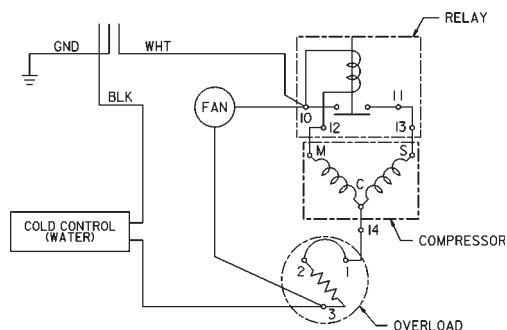 RELAY
GND
WHT
BLK
FAN
10
11
12
13
M
S
C
14
COLD CONTROL
(WATER)
COMPRESSOR
2
1
3
OVERLOAD